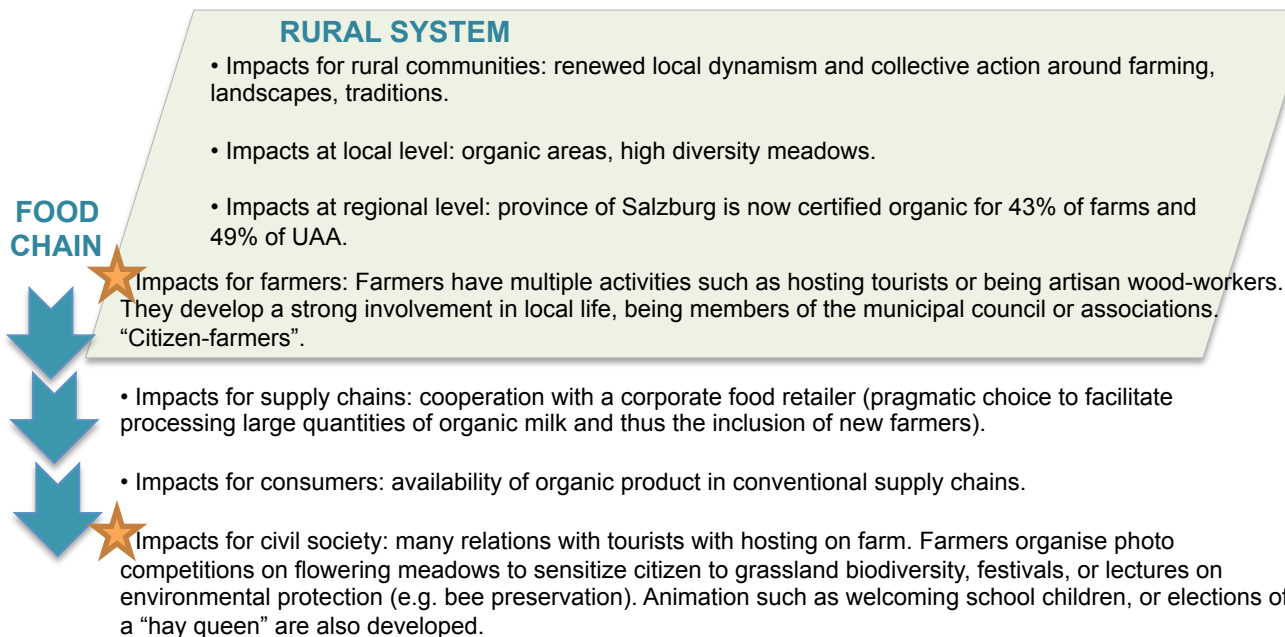 RURAL SYSTEM
• Impacts for rural communities: renewed local dynamism and collective action around farming,
landscapes, traditions.
• Impacts at local level: organic areas, high diversity meadows.
• Impacts at regional level: province of Salzburg is now certified organic for 43% of farms and
49% of UAA.
FOOD
CHAIN
Impacts for farmers: Farmers have multiple activities such as hosting tourists or being artisan wood-workers.
They develop a strong involvement in local life, being members of the municipal council or associations.
“Citizen-farmers”.
• Impacts for supply chains: cooperation with a corporate food retailer (pragmatic choice to facilitate
processing large quantities of organic milk and thus the inclusion of new farmers).
• Impacts for consumers: availability of organic product in conventional supply chains.
Impacts for civil society: many relations with tourists with hosting on farm. Farmers organise photo
competitions on flowering meadows to sensitize citizen to grassland biodiversity, festivals, or lectures on
environmental protection (e.g. bee preservation). Animation such as welcoming school children, or elections of
a “hay queen” are also developed.